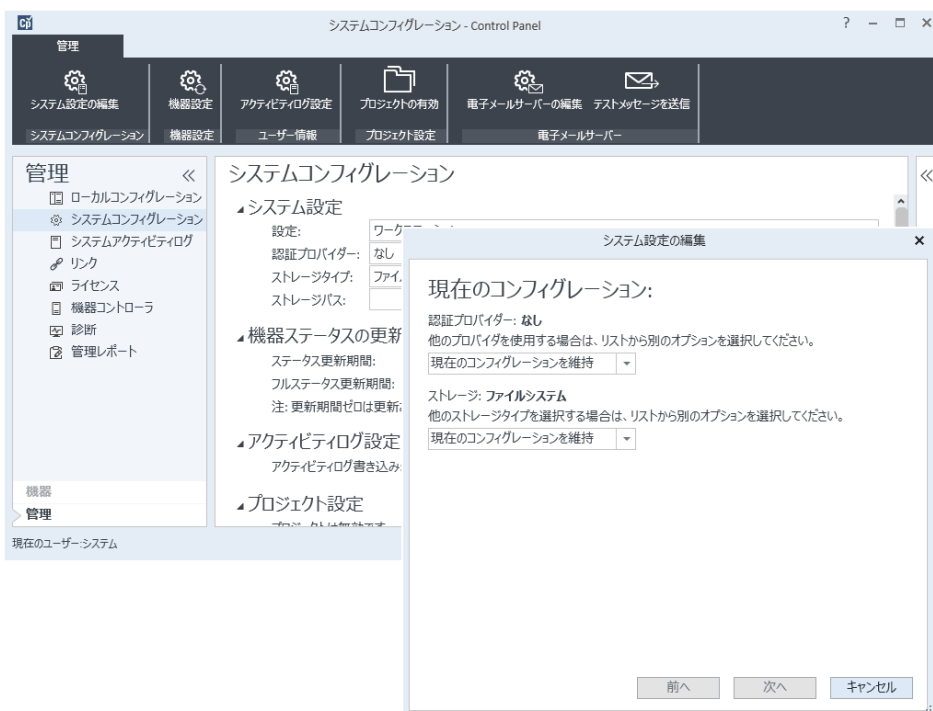 システムコンフィグレーション - Control Panel
管理
システム設定の編集
機器設定
アクティビティログ設定
プロジェクトの有効
電子メールサーバーの編集
テストメッセージを送信
システムコンフィグレーション
機器設定
ユーザー情報
プロジェクト設定
電子メールサーバー
管理
ローカルコンフィグレーション
システムコンフィグレーション
システムアクティビティログ
リンク
ライセンス
機器コントローラ
診断
管理レポート
機器
管理
現在のユーザー:システム
システムコンフィグレーション
システム設定
設定:
認証プロバイダー: なし
ストレージタイプ: ファイ
ストレージパス:
機器ステータスの更新
ステータス更新期間:
フルステータス更新期間:
注: 更新期間ゼロは更新
アクティビティログ設定
アクティビティログ書き込み
プロジェクト設定
システム設定の編集
現在のコンフィグレーション:
認証プロバイダー: なし
他のプロバイダを使用する場合は、リストから別のオプションを選択してください。
現在のコンフィグレーションを維持
ストレージ: ファイルシステム
他のストレージタイプを選択する場合は、リストから別のオプションを選択してください。
現在のコンフィグレーションを維持
前へ
次へ
キャンセル